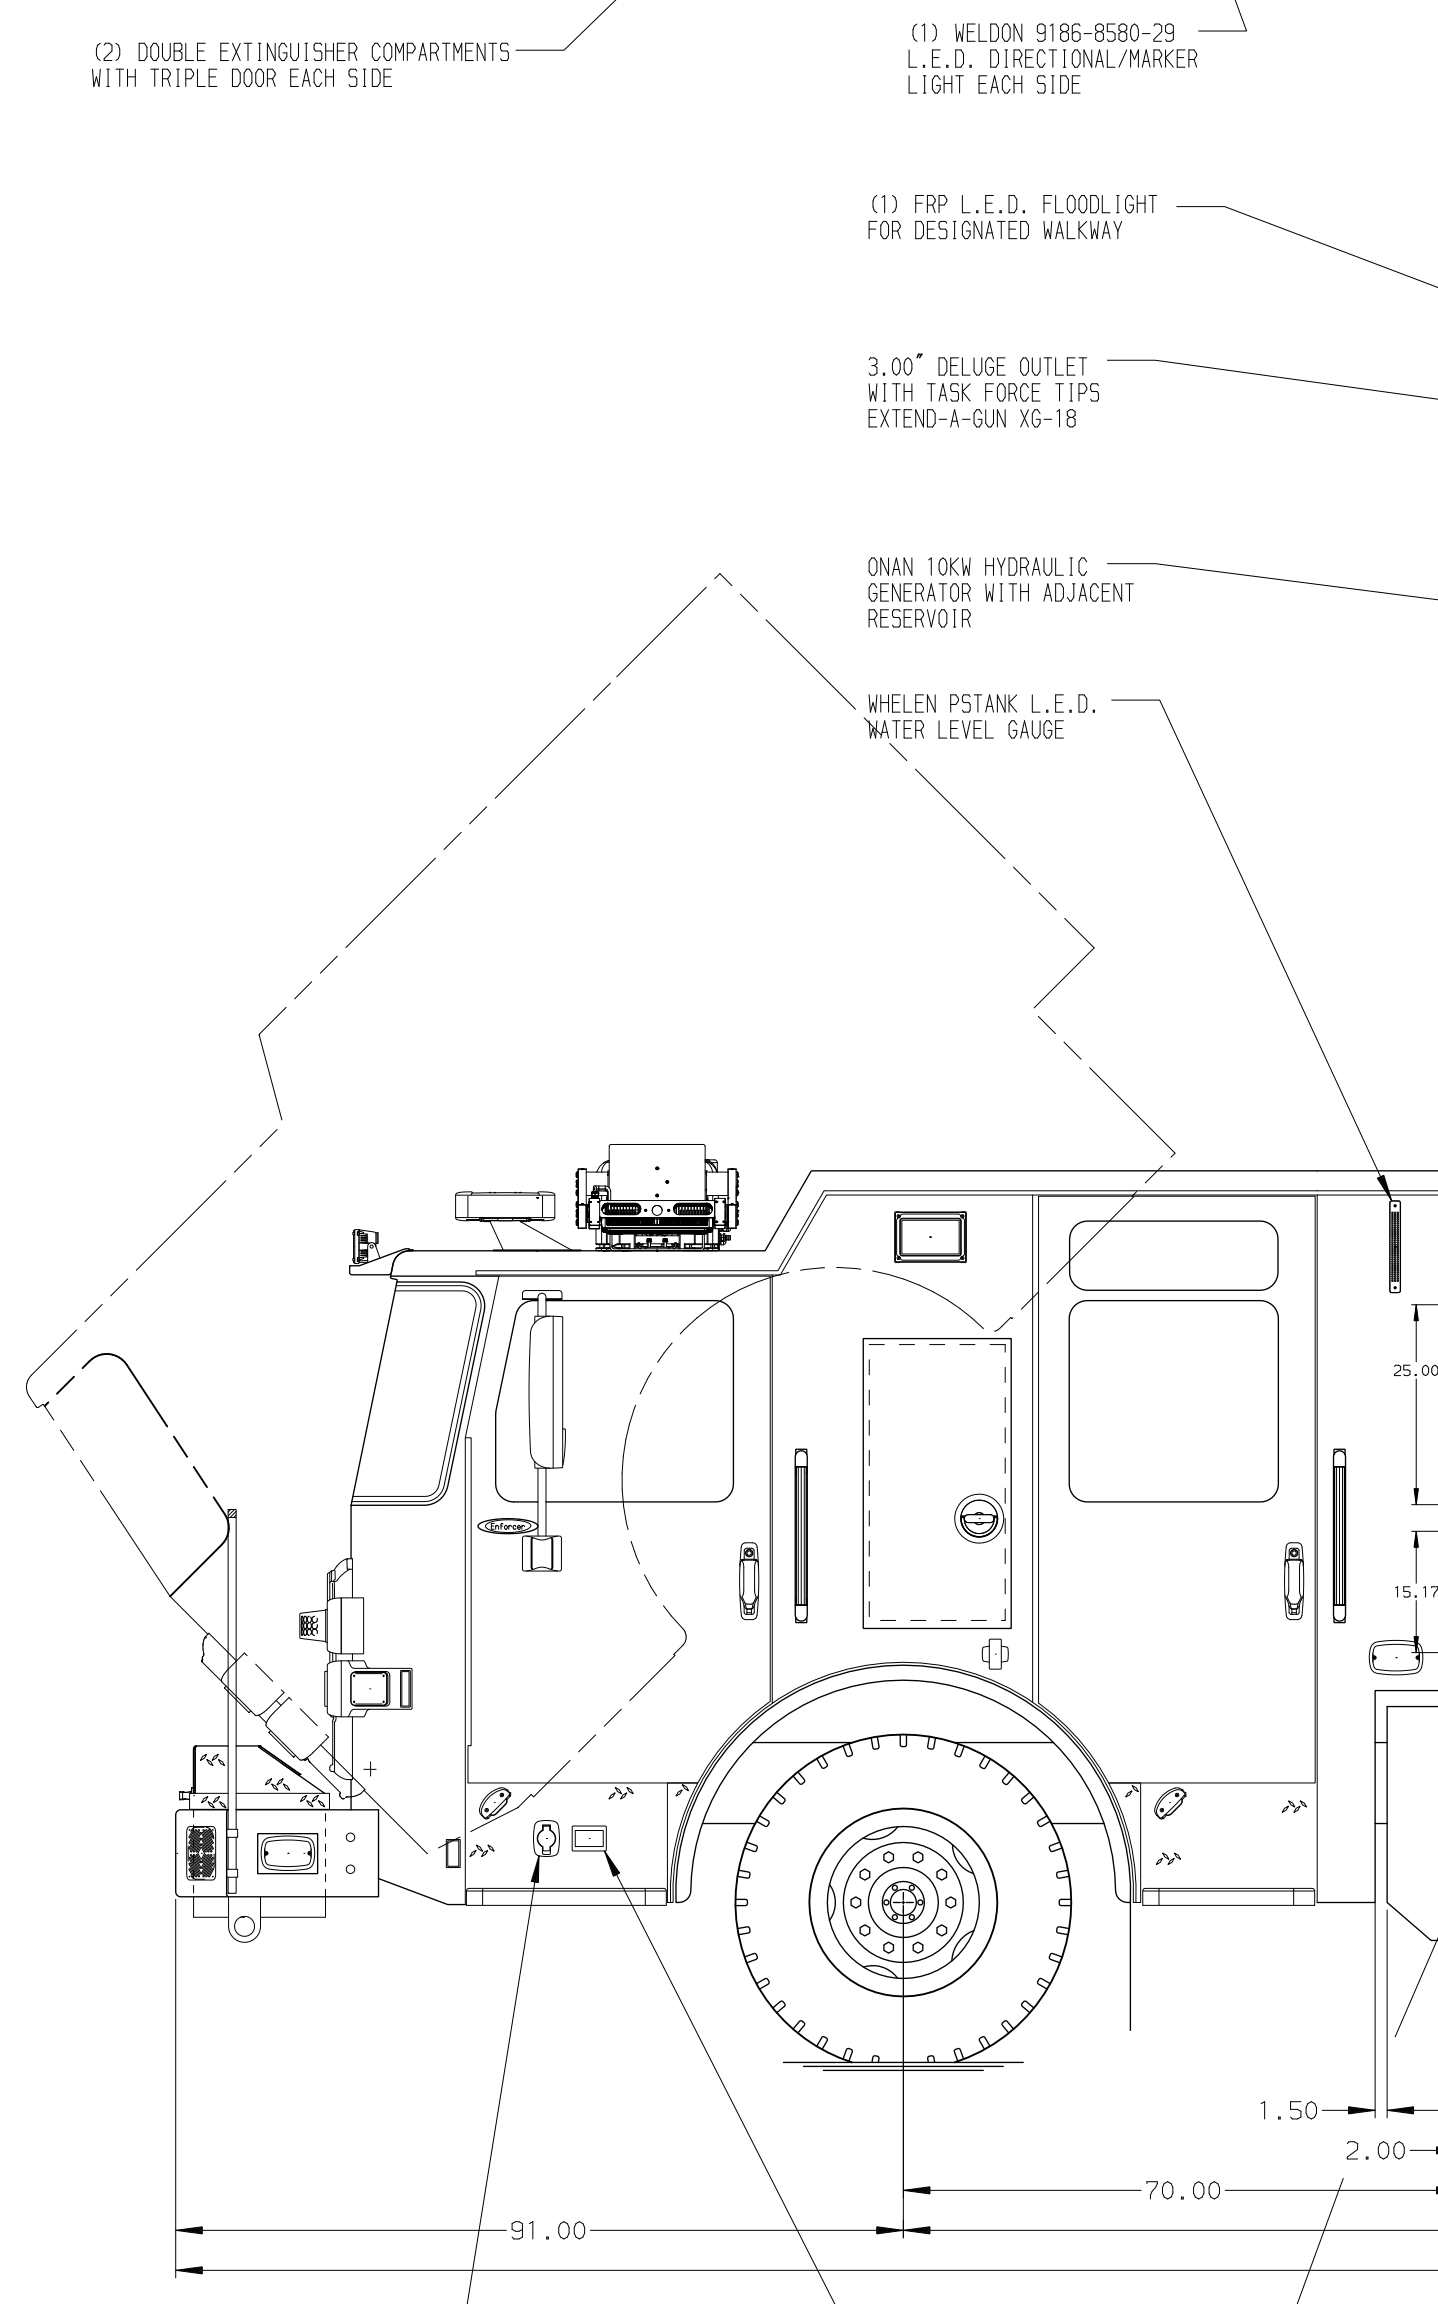 (2) DOUBLE EXTINGUISHER COMPARTMENTS
WITH TRIPLE DOOR EACH SIDE
(1) WELDON 9186-8580-29
L.E.D. DIRECTIONAL/MARKER
LIGHT EACH SIDE
(1) FRP L.E.D. FLOODLIGHT
FOR DESIGNATED WALKWAY
3.00" DELUGE OUTLET
WITH TASK FORCE TIPS
EXTEND-A-GUN XG-18
ONAN 10KW HYDRAULIC
GENERATOR WITH ADJACENT
RESERVOIR
WHELEN PSTANK L.E.D.
WATER LEVEL GAUGE
25.00
Enforcer
15.17
1.50
2.00
70.00
91.00